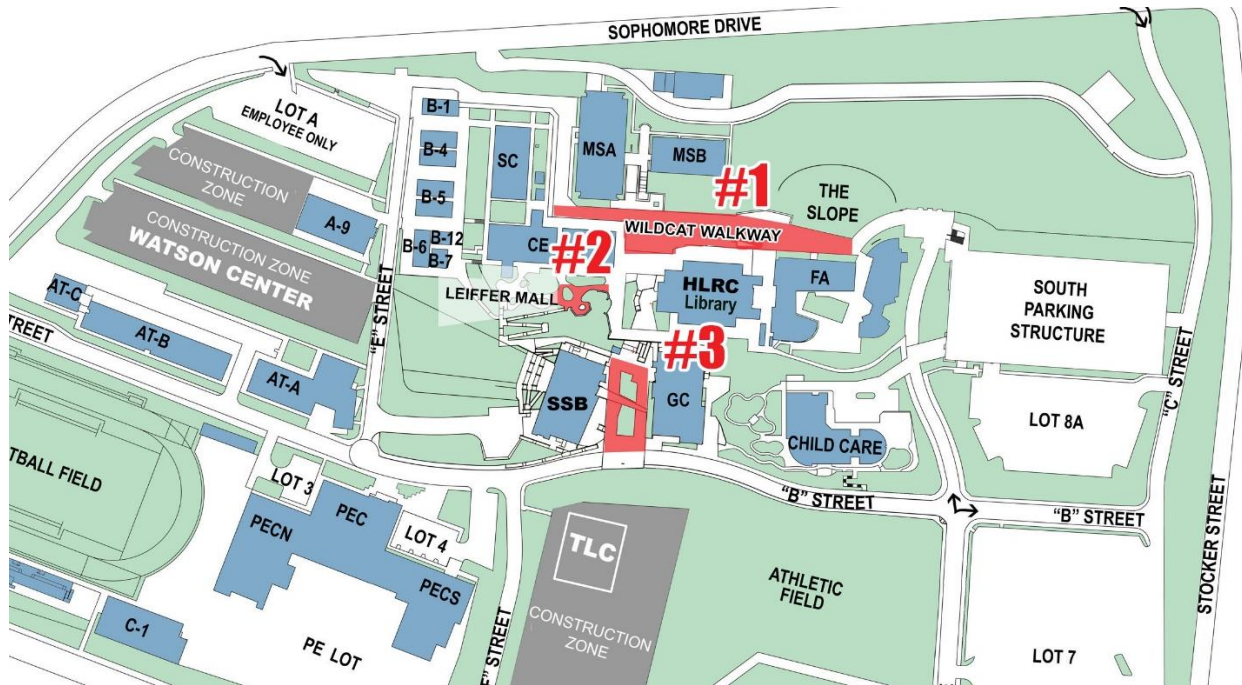 SOPHOMORE DRIVE
LOT A
EMPLOYEE ONLY
B-1
B-4
B-5
B-6
B-12
B-7
SC
MSA
MSB
#1
THE
SLOPE
WILDCAT WALKWAY
CONSTRUCTION
ZONE
A-9
CONSTRUCTION ZONE
WATSON CENTER
CE
#2
LEIFFER MALL
HLRC
Library
FA
SOUTH
PARKING
STRUCTURE
AT-C
AT-B
AT-A
"E" STREET
STREET
#3
SSB
GC
CHILD CARE
LOT 8A
"C" STREET
TBALL FIELD
LOT 3
PEC
PECN
LOT 4
PECS
"B" STREET
"B" STREET
TLC
CONSTRUCTION
ZONE
ATHLETIC
FIELD
STOCKER STREET
C-1
PE LOT
E" STREET
LOT 7